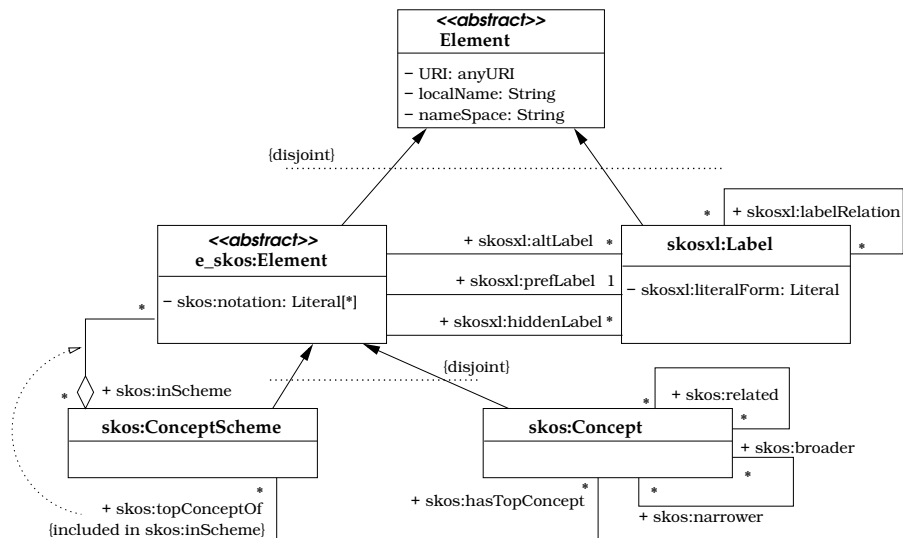 <<abstract>>
Element
− URI: anyURI
− localName: String
− nameSpace: String
{disjoint}
* + skosxl:labelRelation
*
<<abstract>>
e_skos:Element
− skos:notation: Literal[*]
+ skosxl:altLabel *
+ skosxl:prefLabel 1
+ skosxl:hiddenLabel *
skosxl:Label
− skosxl:literalForm: Literal
*
{disjoint}
* + skos:inScheme
skos:ConceptScheme
skos:Concept
* + skos:related
*
+ skos:broader
*
*
+ skos:narrower
*
+ skos:topConceptOf
{included in skos:inScheme}
*
+ skos:hasTopConcept